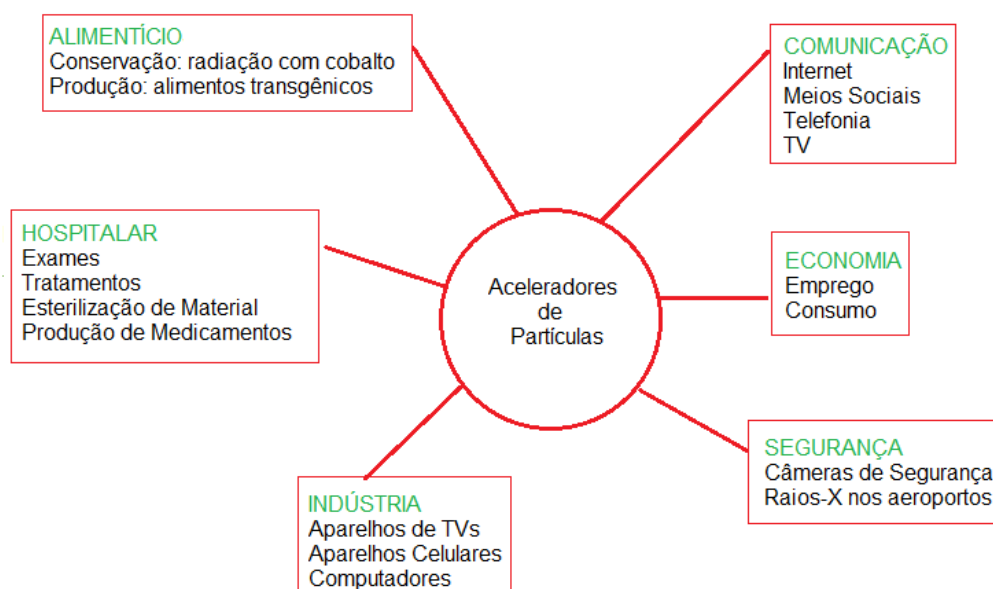 ALIMENTÍCIO
Conservação: radiação com cobalto
Produção: alimentos transgênicos
COMUNICAÇÃO
Internet
Meios Sociais
Telefonia
TV
HOSPITALAR
Exames
Tratamentos
Esterilização de Material
Produção de Medicamentos
Aceleradores
de
Partículas
ECONOMIA
Emprego
Consumo
SEGURANÇA
Câmeras de Segurança
Raios-X nos aeroportos
INDÚSTRIA
Aparelhos de TVs
Aparelhos Celulares
Computadores